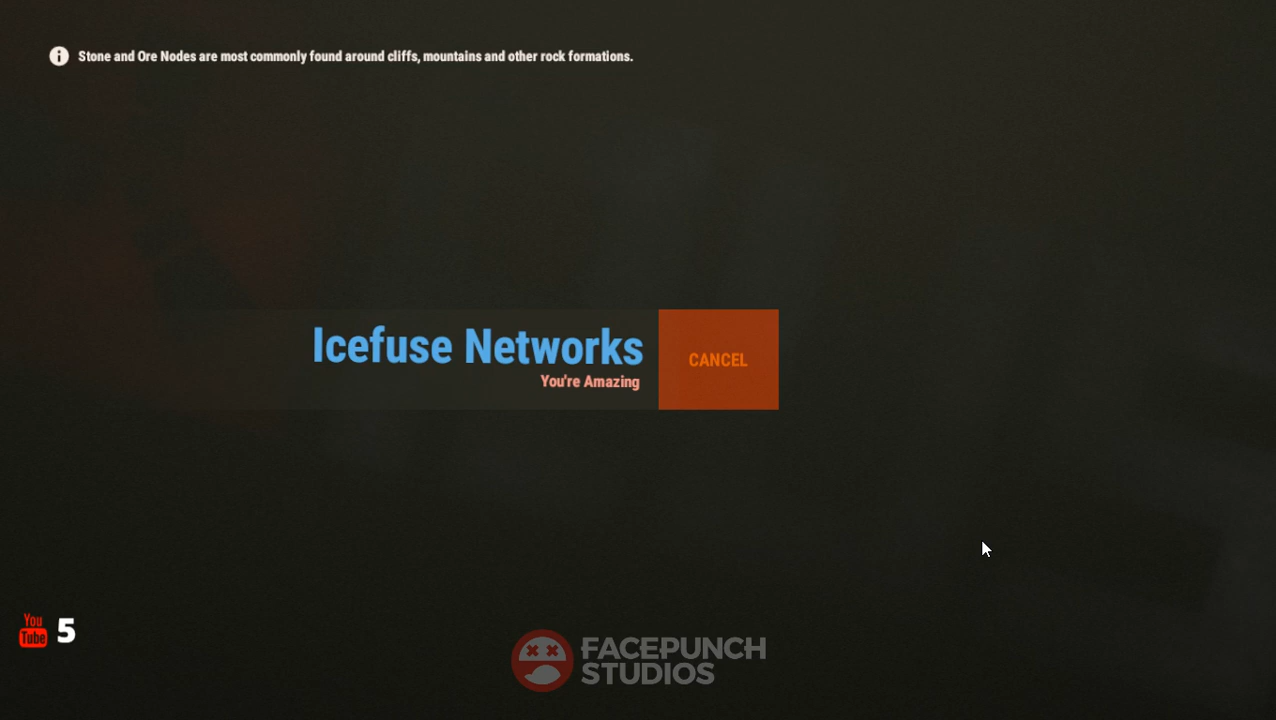 Stone and Ore Nodes are most commonly found around cliffs, mountains and other rock formations.
Icefuse Networks
You're Amazing
CANCEL
You
Tube
5
FACEPUNCH
STUDIOS